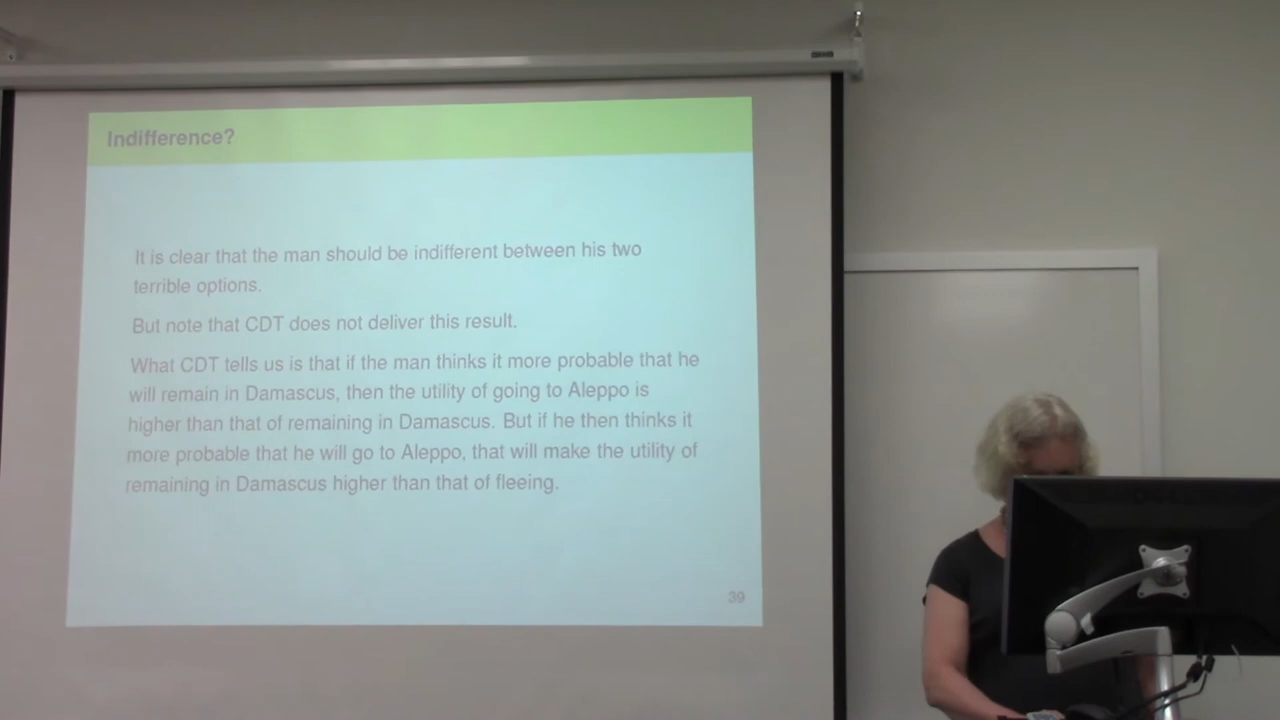 Indifference?
It is clear that the man should be indifferent between his two
terrible options.
But note that CDT does not deliver this result.
What CDT tells us is that if the man thinks it more probable that he
will remain in Damascus, then the utility of going to Aleppo is
higher than that of remaining in Damascus. But if he then thinks it
more probable that he will go to Aleppo, that will make the utility of
remaining in Damascus higher than that of fleeing.
39